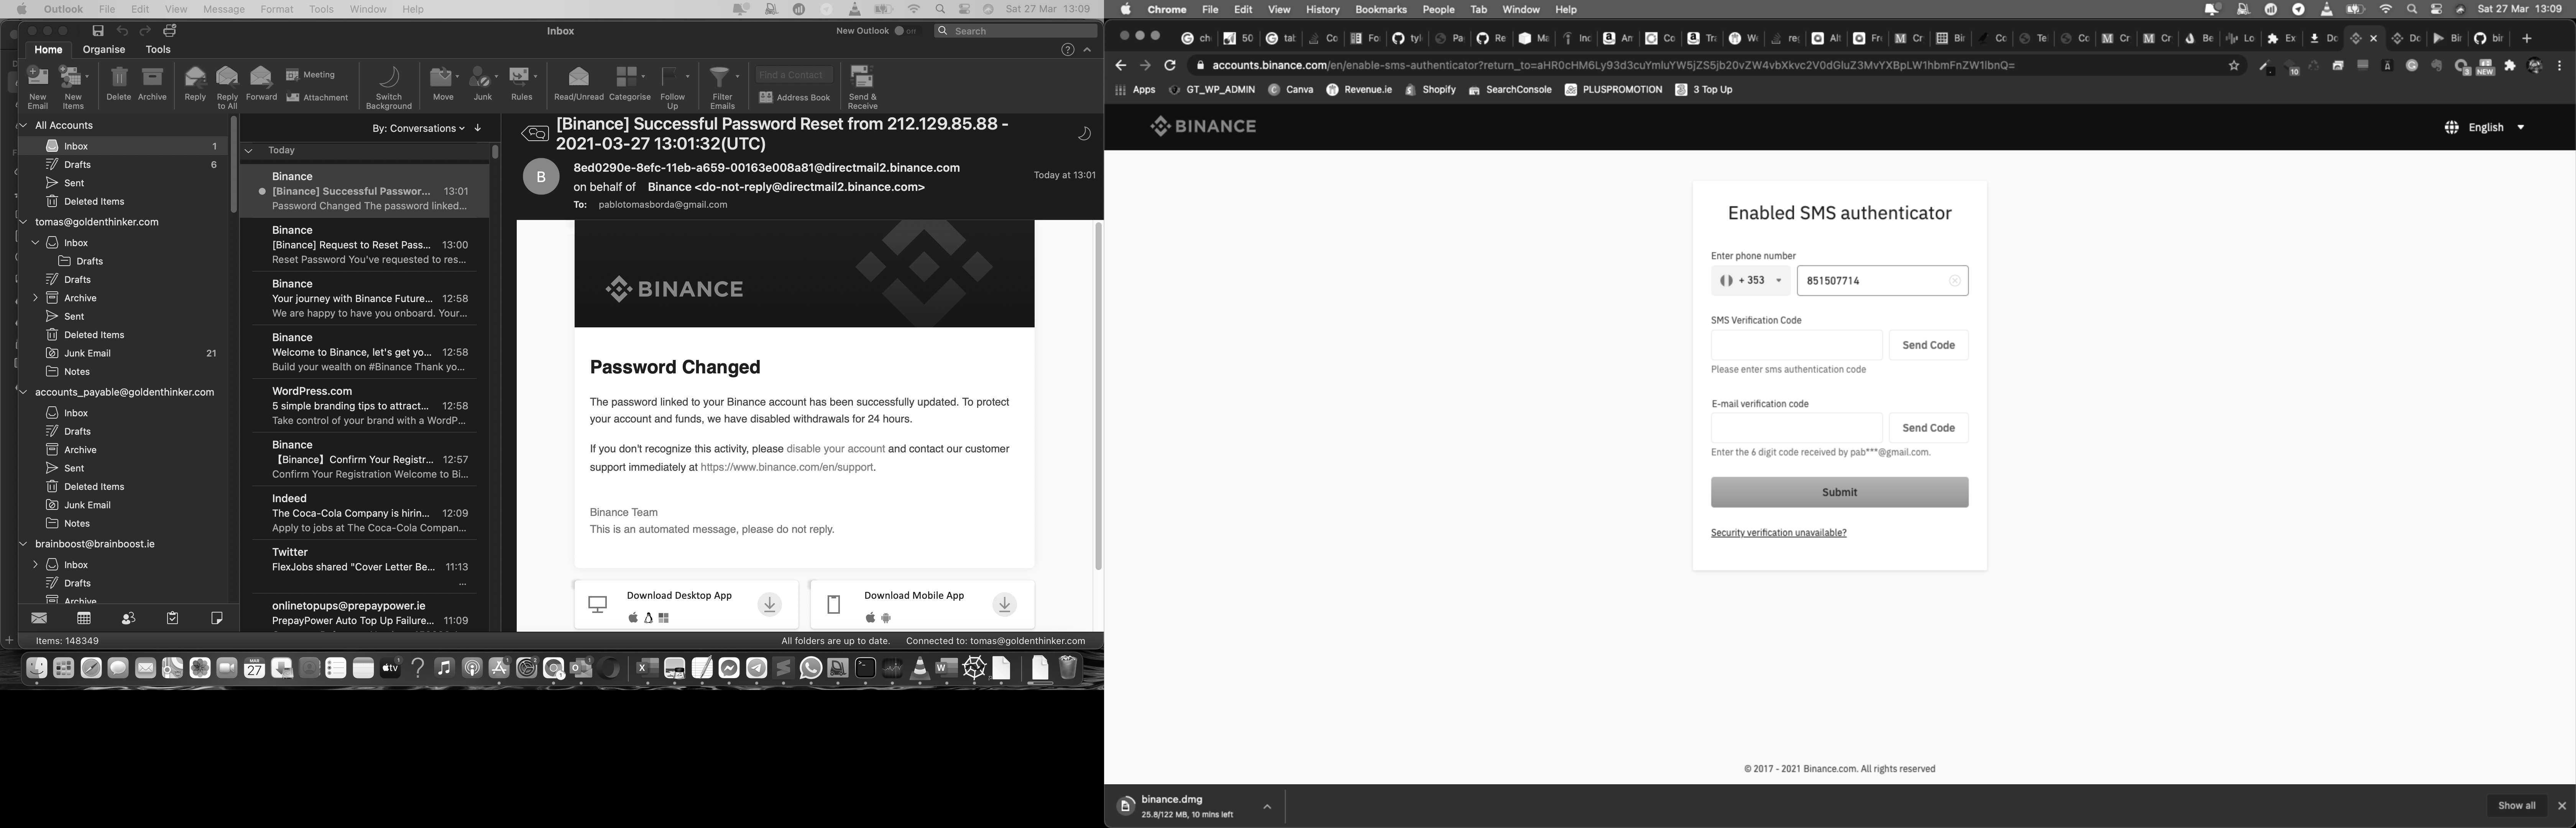 Outlook File Edit View Message Format Tools Window Help Sat 27 Mar 13:09
Inbox New Outlook Search
Home Organise Tools
New Email
New Items
Delete
Archive
Reply
Reply to All
Forward
Meeting
Attachment
Switch Background
Move
Junk
Rules
Read/Unread
Categorise
Follow Up
Filter Emails
Find a Contact
Address Book
Send & Receive
All Accounts
Inbox 1
Drafts 6
Sent
Deleted Items
tomas@goldenthinker.com
Inbox
Drafts
Drafts
Archive
Sent
Deleted Items
Junk Email 21
Notes
accounts_payable@goldenthinker.com
Inbox
Drafts
Archive
Sent
Deleted Items
Junk Email
Notes
brainboost@brainboost.ie
Inbox
Drafts
Archive
By: Conversations
Today
Binance
[Binance] Successful Passwor... 13:01
Password Changed The password linked...
Binance
[Binance] Request to Reset Pass... 13:00
Reset Password You've requested to res...
Binance
Your journey with Binance Future... 12:58
We are happy to have you onboard. Your...
Binance
Welcome to Binance, let's get yo... 12:58
Build your wealth on #Binance Thank yo...
WordPress.com
5 simple branding tips to attract... 12:58
Take control of your brand with a WordP...
Binance
【Binance】Confirm Your Registr... 12:57
Confirm Your Registration Welcome to Bi...
Indeed
The Coca-Cola Company is hirin... 12:09
Apply to jobs at The Coca-Cola Compan...
Twitter
FlexJobs shared "Cover Letter Be... 11:13
...
onlinetopups@prepaypower.ie
PrepayPower Auto Top Up Failure... 11:09
[Binance] Successful Password Reset from 212.129.85.88 -
2021-03-27 13:01:32(UTC)
B
8ed0290e-8efc-11eb-a659-00163e008a81@directmail2.binance.com
on behalf of Binance <do-not-reply@directmail2.binance.com>
Today at 13:01
To: pablotomasborda@gmail.com
BINANCE
Password Changed
The password linked to your Binance account has been successfully updated. To protect
your account and funds, we have disabled withdrawals for 24 hours.
If you don't recognize this activity, please disable your account and contact our customer
support immediately at https://www.binance.com/en/support.
Binance Team
This is an automated message, please do not reply.
Download Desktop App
Download Mobile App
Items: 148349 All folders are up to date. Connected to: tomas@goldenthinker.com
MAR
27
tv
Chrome File Edit View History Bookmarks People Tab Window Help Sat 27 Mar 13:09
accounts.binance.com/en/enable-sms-authenticator?return_to=aHR0cHM6Ly93d3cuYmluYW5jZS5jb20vZW4vbXkvc2V0dGluZ3MvYXBpLW1hbmFnZW1lbnQ=
10
3
NEW
Apps GT_WP_ADMIN Canva Revenue.ie Shopify SearchConsole PLUSPROMOTION 3 Top Up
BINANCE
English
Enabled SMS authenticator
Enter phone number
+ 353 851507714
SMS Verification Code
Send Code
Please enter sms authentication code
E-mail verification code
Send Code
Enter the 6 digit code received by pab***@gmail.com.
Submit
Security verification unavailable?
© 2017 - 2021 Binance.com. All rights reserved
binance.dmg
25.8/122 MB, 10 mins left
Show all